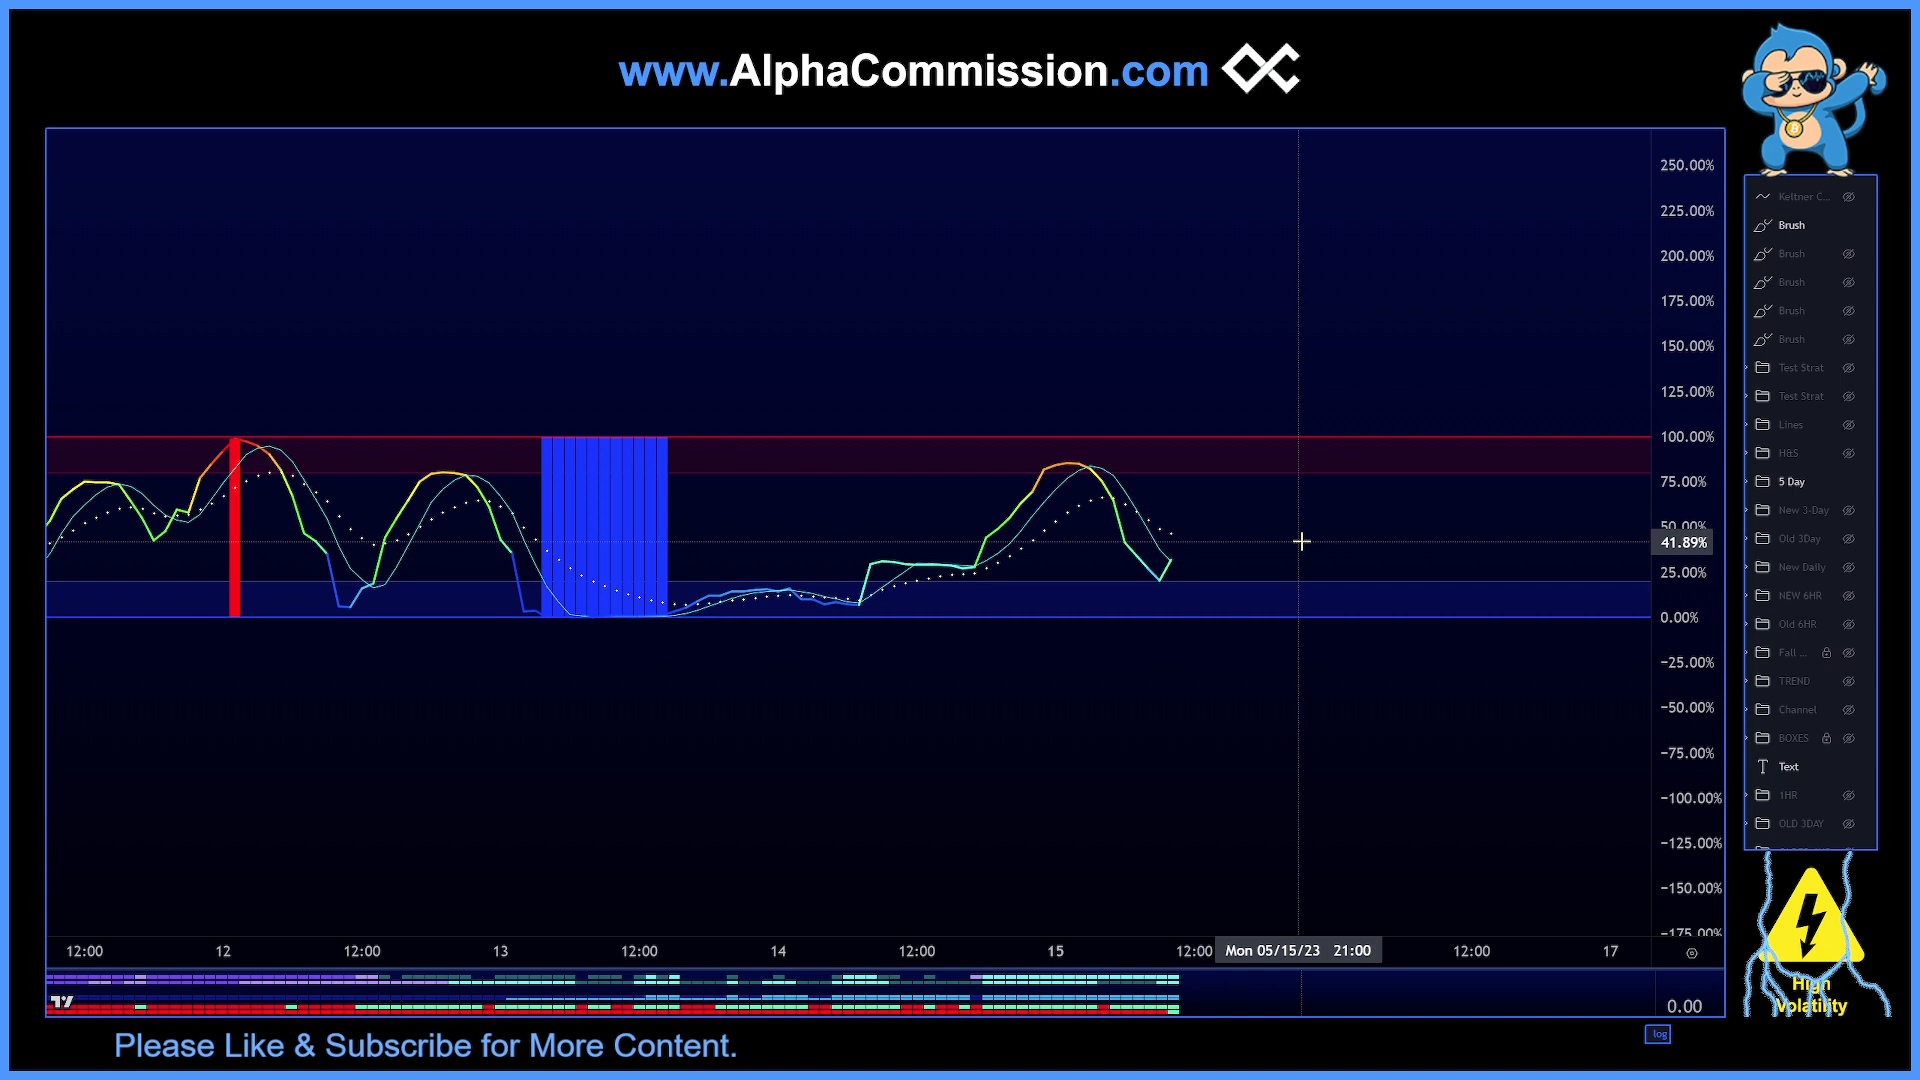 www.AlphaCommission.com
250.00%
225.00%
200.00%
175.00%
150.00%
125.00%
100.00%
75.00%
50.00%
41.89%
25.00%
0.00%
−25.00%
−50.00%
−75.00%
−100.00%
−125.00%
−150.00%
−175.00%
12:00 12 12:00 13 12:00 14 12:00 15 12:00 Mon 05/15/23 21:00 12:00 17
0.00
Keltner C...
Brush
Brush
Brush
Brush
Brush
Test Strat
Test Strat
Lines
H&S
5 Day
New 3-Day
Old 3Day
New Daily
NEW 6HR
Old 6HR
Fall ...
TREND
Channel
BOXES
Text
1HR
OLD 3DAY
High
Volatility
log
Please Like & Subscribe for More Content.